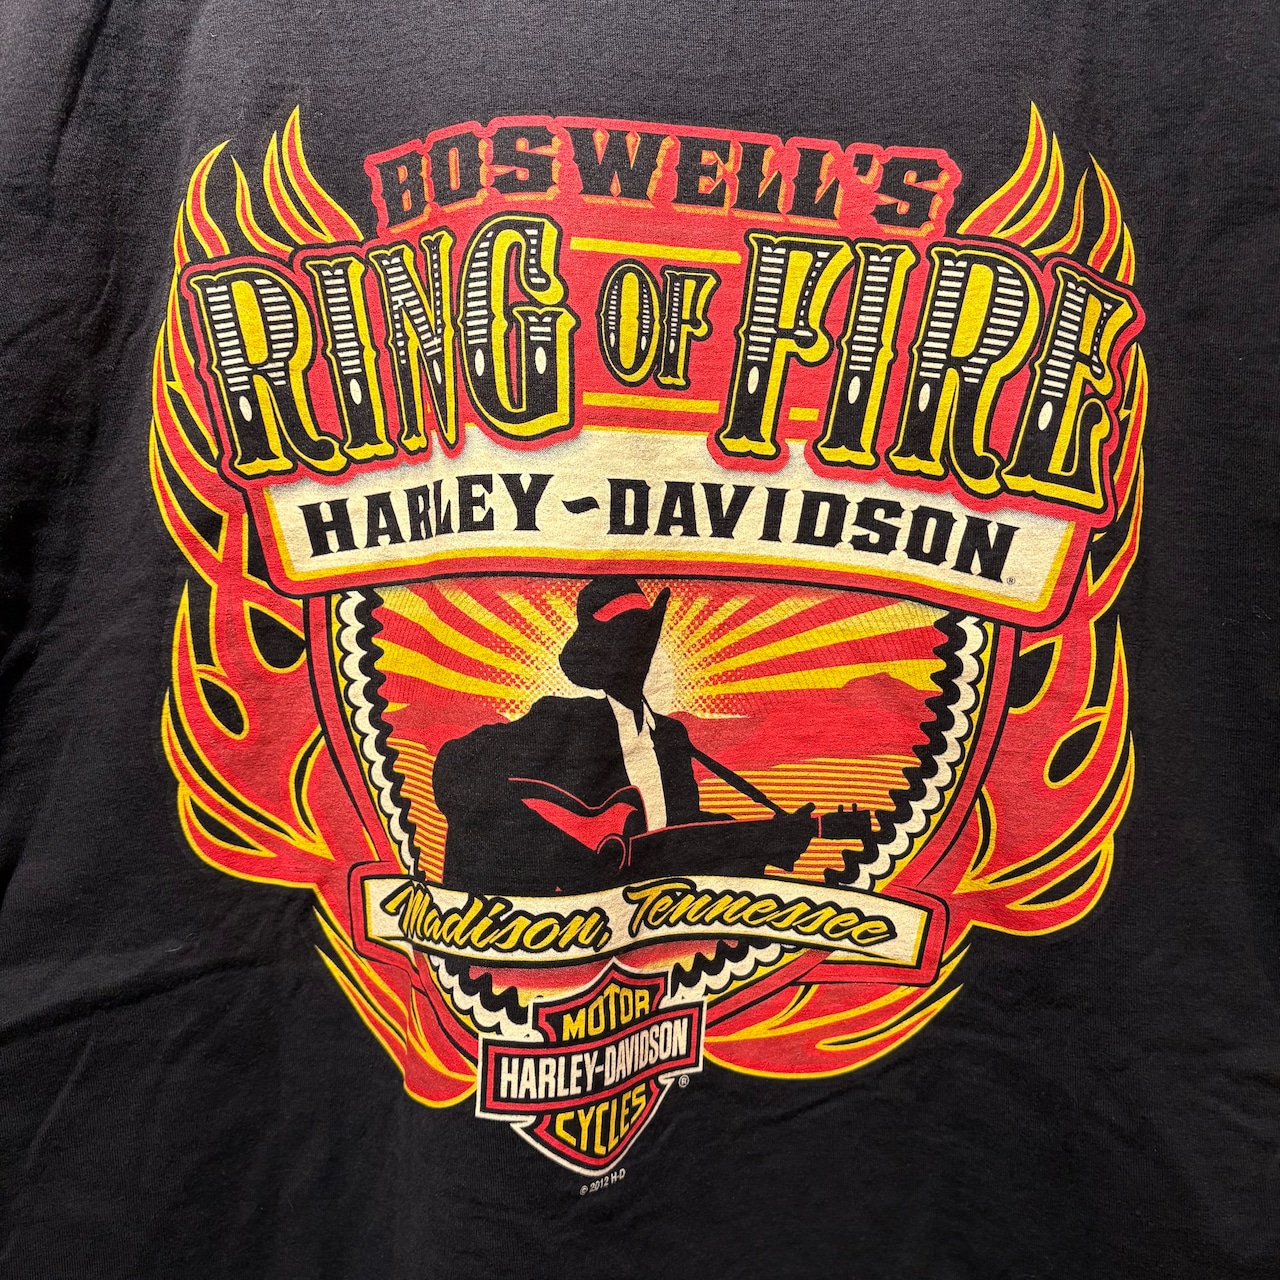 BOSWELL'S
RING OF FIRE
HARLEY-DAVIDSON®
Madison, Tennessee
MOTOR
HARLEY-DAVIDSON
CYCLES ®
© 2012 H-D